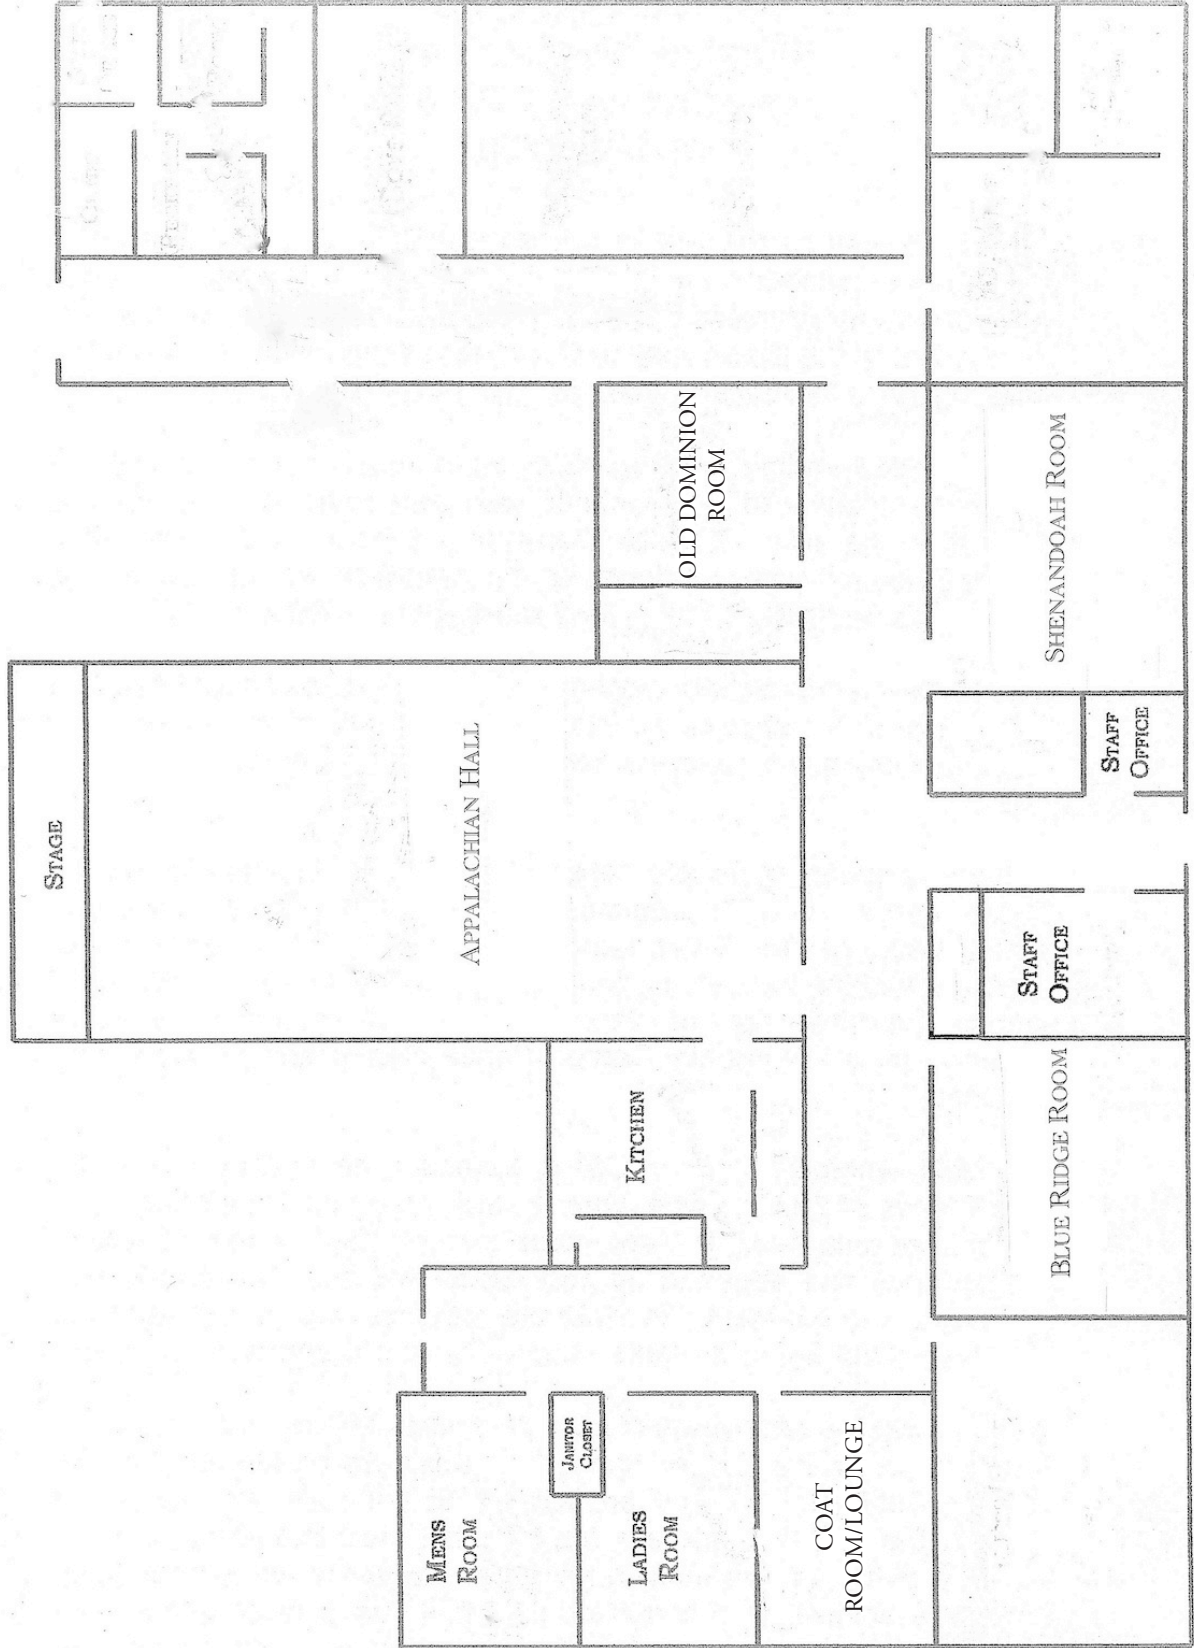 STAGE
APPALACHIAN HALL
OLD DOMINION
ROOM
SHENANDOAH ROOM
STAFF
OFFICE
STAFF
OFFICE
KITCHEN
BLUE RIDGE ROOM
MENS
ROOM
JANITOR
CLOSET
LADIES
ROOM
COAT
ROOM/LOUNGE